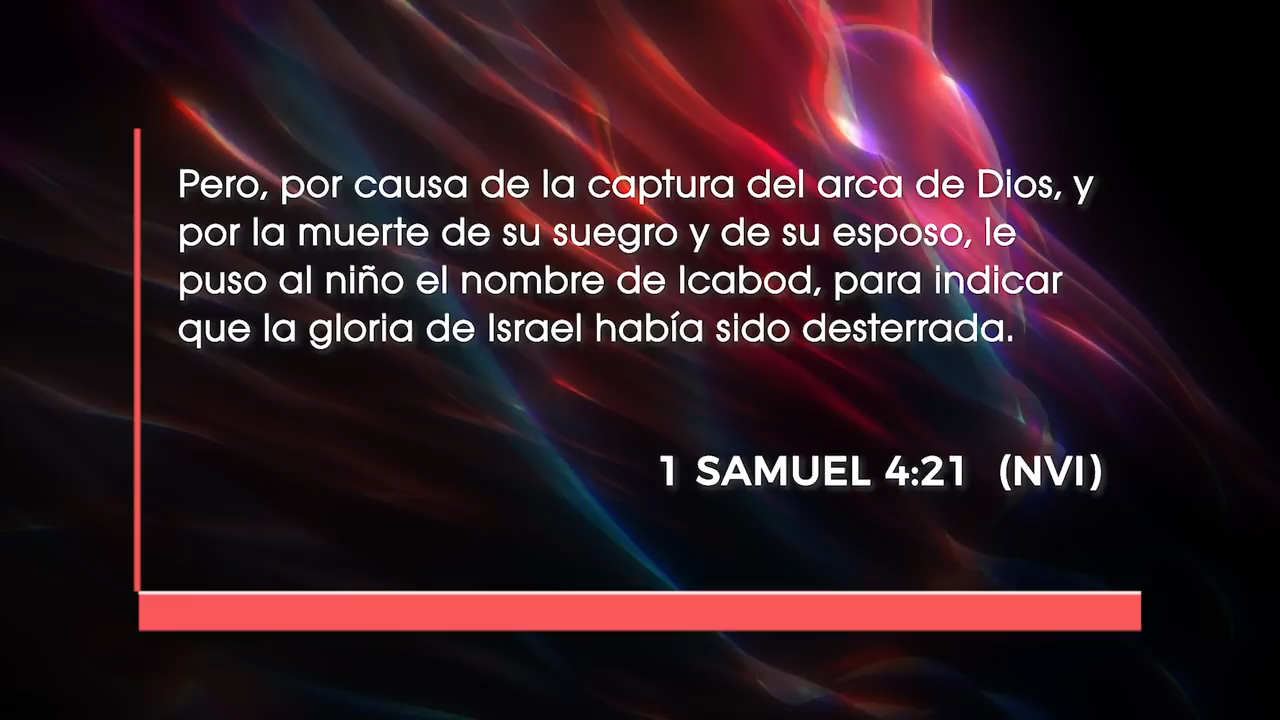 Pero, por causa de la captura del arca de Dios, y
por la muerte de su suegro y de su esposo, le
puso al niño el nombre de Icabod, para indicar
que la gloria de Israel había sido desterrada.
1 SAMUEL 4:21 (NVI)